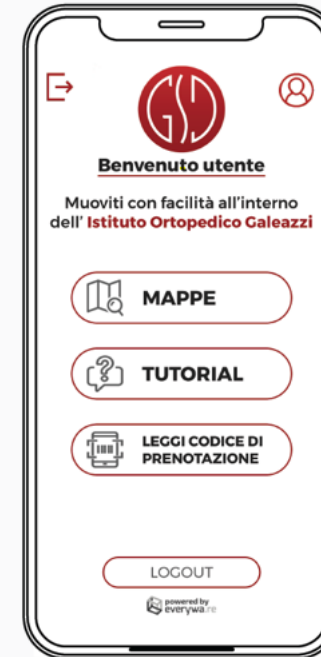 GSD
Benvenuto utente
Muoviti con facilità all'interno
dell' Istituto Ortopedico Galeazzi
MAPPE
TUTORIAL
LEGGI CODICE DI
PRENOTAZIONE
LOGOUT
powered by
everywa.re